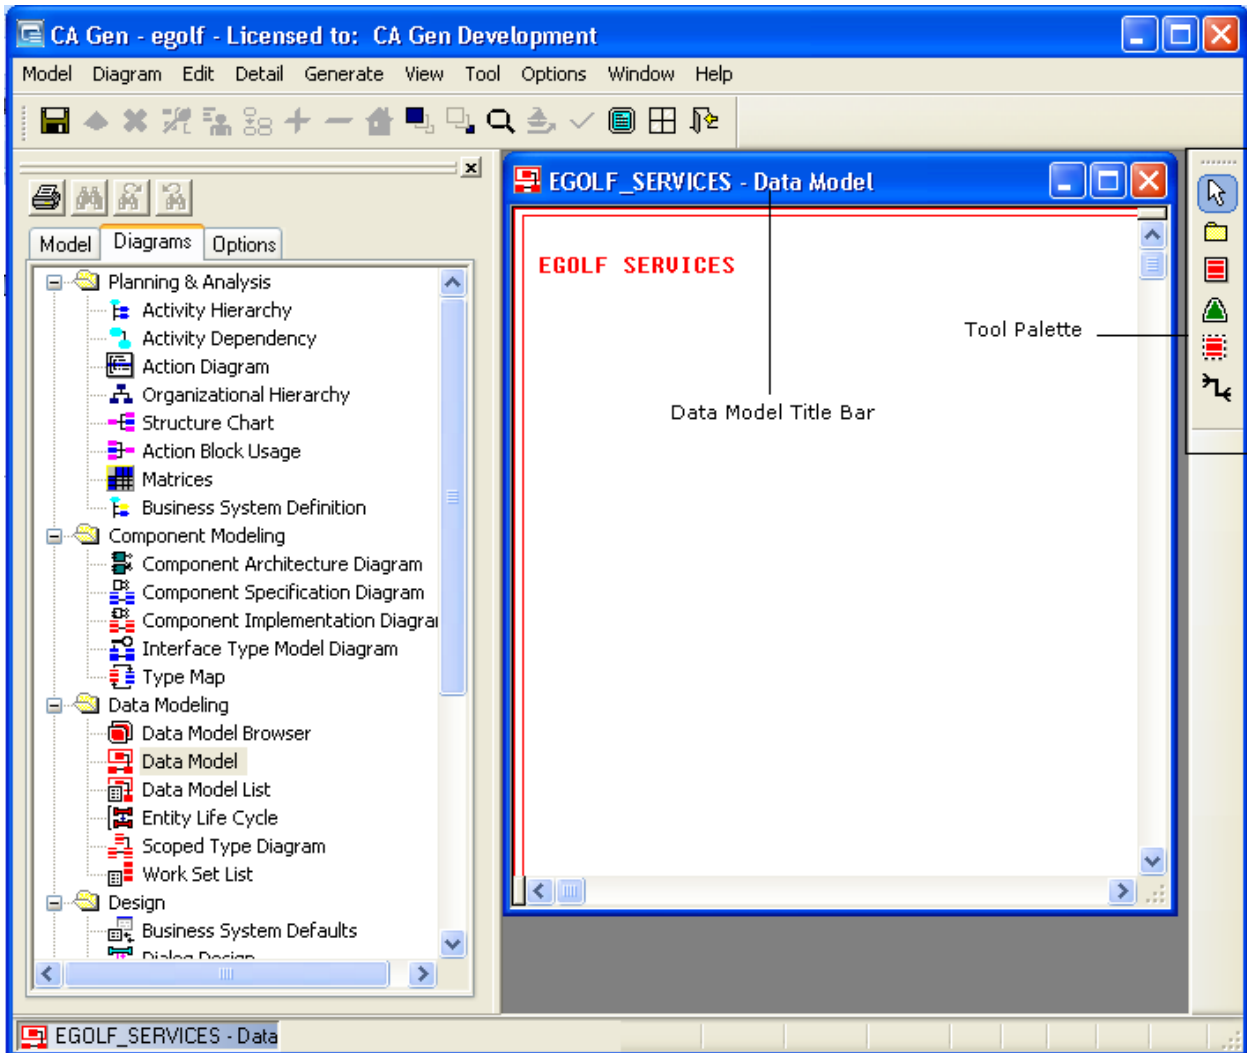 CA Gen - egolf - Licensed to: CA Gen Development
Model Diagram Edit Detail Generate View Tool Options Window Help
Model Diagrams Options
Planning & Analysis
Activity Hierarchy
Activity Dependency
Action Diagram
Organizational Hierarchy
Structure Chart
Action Block Usage
Matrices
Business System Definition
Component Modeling
Component Architecture Diagram
Component Specification Diagram
Component Implementation Diagra
Interface Type Model Diagram
Type Map
Data Modeling
Data Model Browser
Data Model
Data Model List
Entity Life Cycle
Scoped Type Diagram
Work Set List
Design
Business System Defaults
Dialog Design
EGOLF_SERVICES - Data Model
EGOLF SERVICES
Tool Palette
Data Model Title Bar
EGOLF_SERVICES - Data